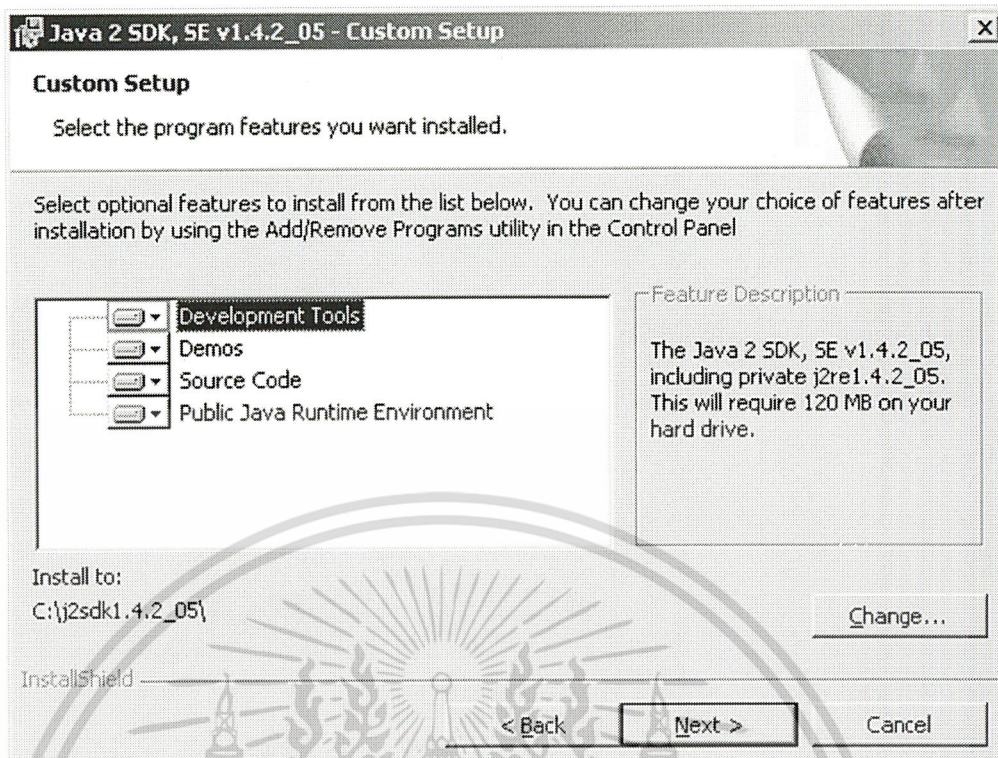 Java 2 SDK, SE v1.4.2_05 - Custom Setup
Custom Setup
Select the program features you want installed.
Select optional features to install from the list below. You can change your choice of features after
installation by using the Add/Remove Programs utility in the Control Panel
Development Tools
Demos
Source Code
Public Java Runtime Environment
Feature Description
The Java 2 SDK, SE v1.4.2_05,
including private j2re1.4.2_05.
This will require 120 MB on your
hard drive.
Install to:
C:\j2sdk1.4.2_05\
Change...
InstallShield
< Back
Next >
Cancel